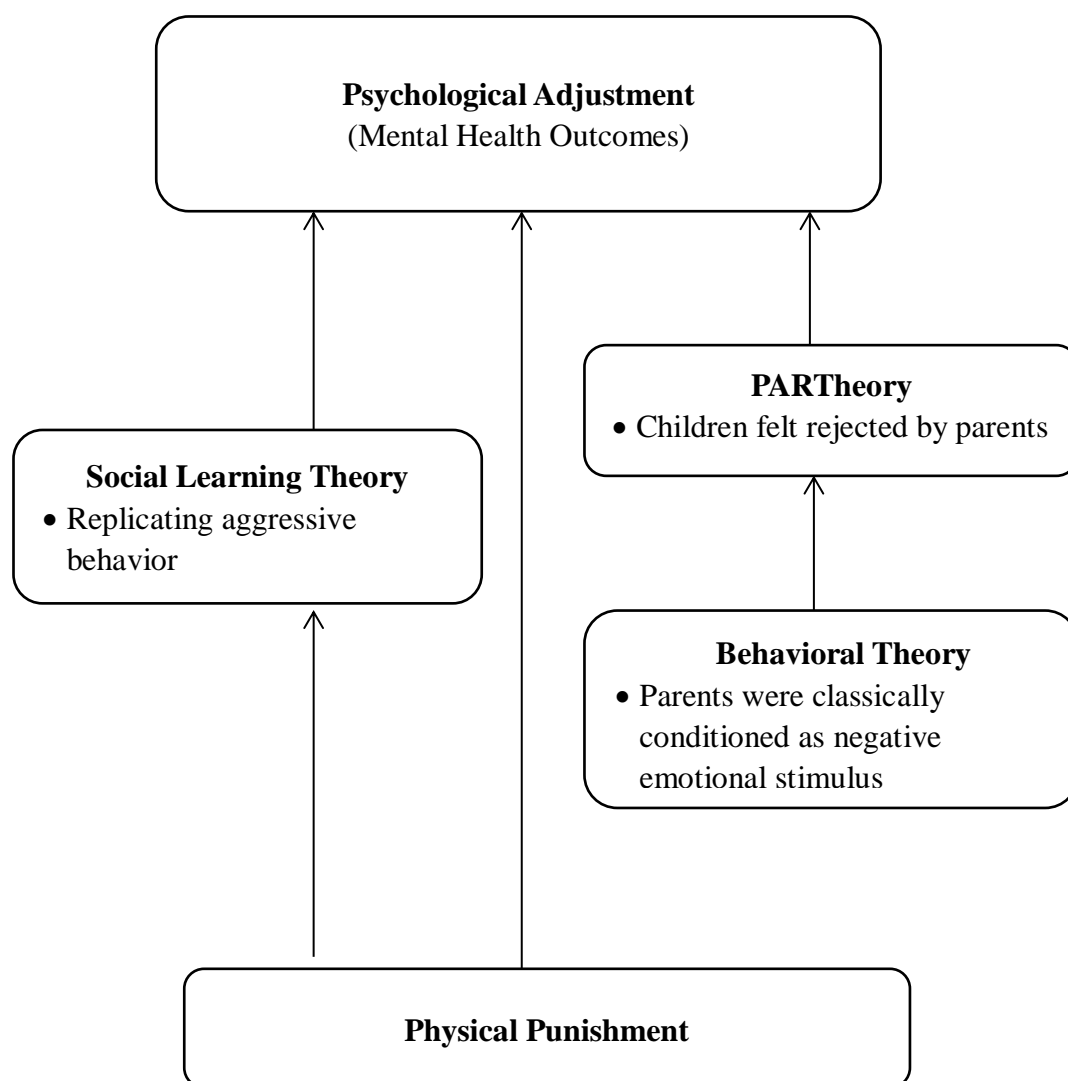 Psychological Adjustment
(Mental Health Outcomes)
PARTheory
• Children felt rejected by parents
Social Learning Theory
• Replicating aggressive
behavior
Behavioral Theory
• Parents were classically
conditioned as negative
emotional stimulus
Physical Punishment